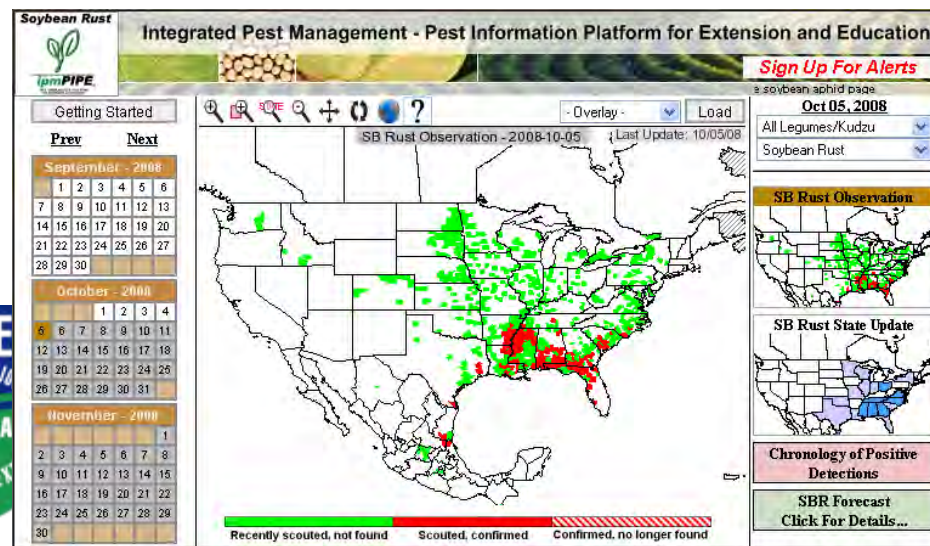 Soybean Rust
ipmPIPE
Integrated Pest Management - Pest Information Platform for Extension and Education
Sign Up For Alerts
e soybean aphid page
Getting Started
Prev Next
September - 2008
1 2 3 4 5 6
7 8 9 10 11 12 13
14 15 16 17 18 19 20
21 22 23 24 25 26 27
28 29 30
October - 2008
1 2 3 4
5 6 7 8 9 10 11
12 13 14 15 16 17 18
19 20 21 22 23 24 25
26 27 28 29 30 31
November - 2008
1
2 3 4 5 6 7 8
9 10 11 12 13 14 15
16 17 18 19 20 21 22
23 24 25 26 27 28 29
30
STATE
?
- Overlay -
Load
SB Rust Observation - 2008-10-05
Last Update: 10/05/08
Recently scouted, not found
Scouted, confirmed
Confirmed, no longer found
Oct 05, 2008
All Legumes/Kudzu
Soybean Rust
SB Rust Observation
SB Rust State Update
Chronology of Positive
Detections
SBR Forecast
Click For Details...